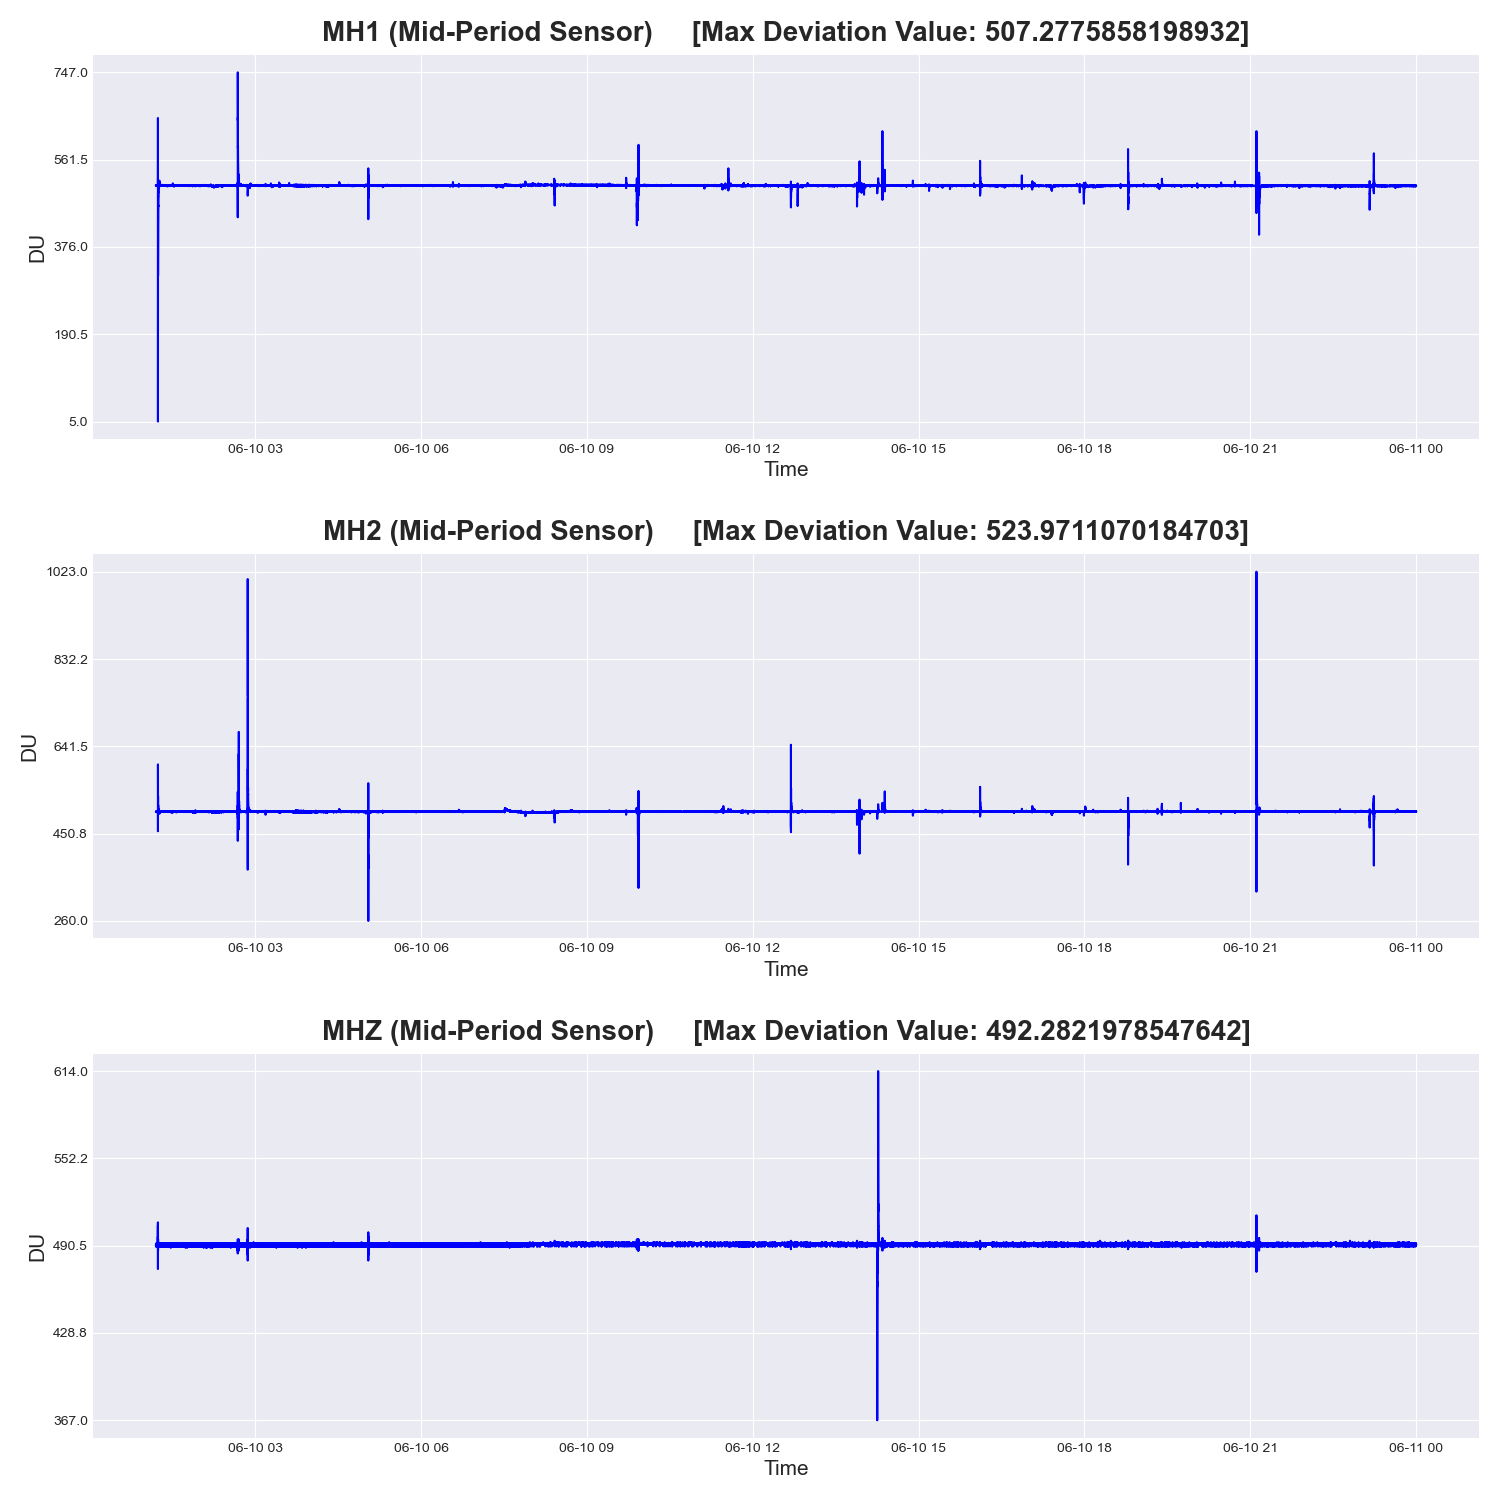 MH1 (Mid-Period Sensor) [Max Deviation Value: 507.2775858198932]
747.0
561.5
376.0
190.5
5.0
DU
06-10 03 06-10 06 06-10 09 06-10 12 06-10 15 06-10 18 06-10 21 06-11 00
Time
MH2 (Mid-Period Sensor) [Max Deviation Value: 523.9711070184703]
1023.0
832.2
641.5
450.8
260.0
DU
06-10 03 06-10 06 06-10 09 06-10 12 06-10 15 06-10 18 06-10 21 06-11 00
Time
MHZ (Mid-Period Sensor) [Max Deviation Value: 492.2821978547642]
614.0
552.2
490.5
428.8
367.0
DU
06-10 03 06-10 06 06-10 09 06-10 12 06-10 15 06-10 18 06-10 21 06-11 00
Time